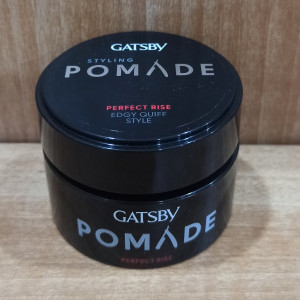 GATSBY
STYLING
POMADE
PERFECT RISE
EDGY QUIFF
STYLE
GATSBY
POMADE
PERFECT RISE